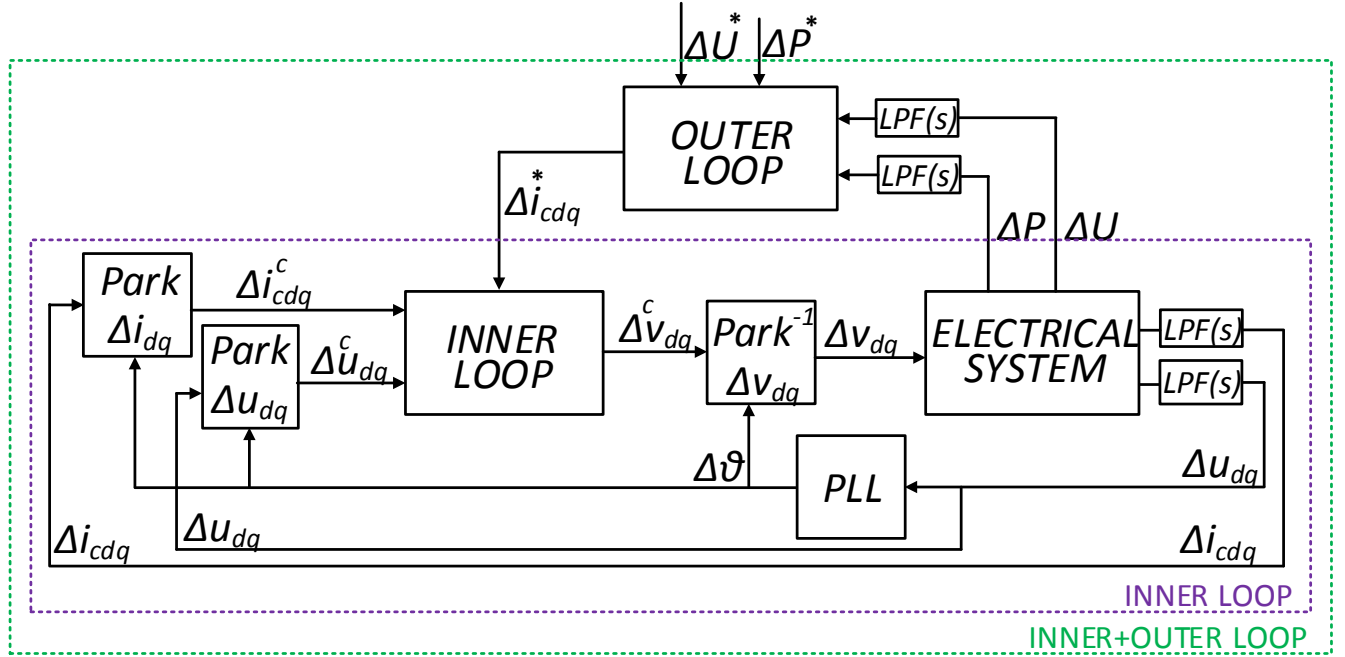 ΔU* ΔP*
OUTER
LOOP
LPF(s)
LPF(s)
Δi*cdq
ΔP ΔU
Park
Δidq
Δiccdq
Park
Δudq
Δucdq
INNER
LOOP
Δvcdq
Park-1
Δvdq
Δvdq
ELECTRICAL
SYSTEM
LPF(s)
LPF(s)
Δϑ
PLL
Δudq
Δudq
Δicdq
Δicdq
INNER LOOP
INNER+OUTER LOOP